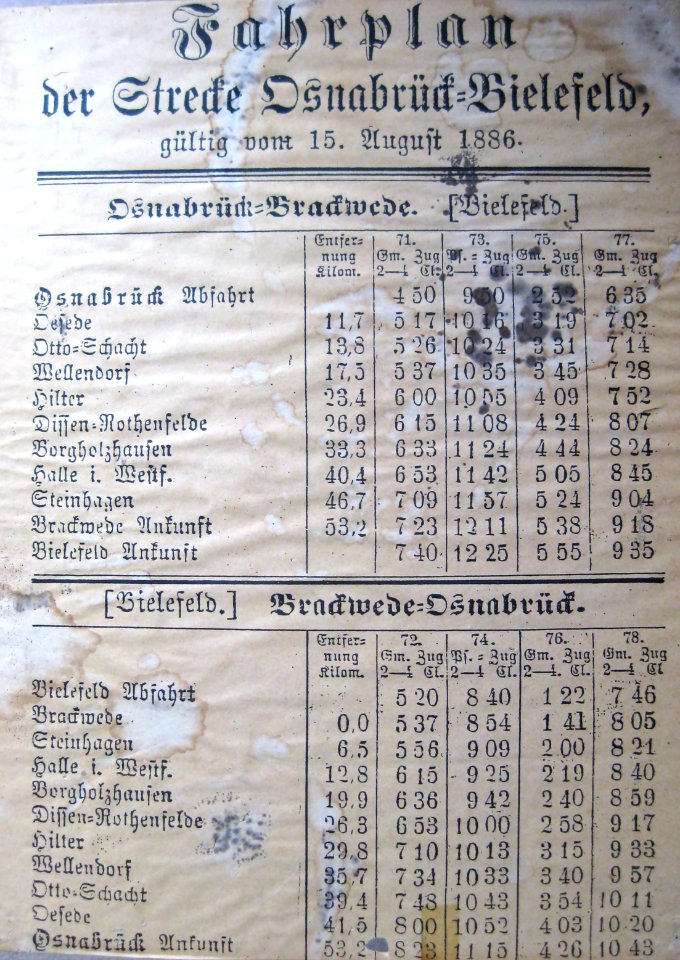 Fahrplan
der Strecke Osnabrück-Bielefeld,
gültig vom 15. August 1886.
Osnabrück-Brackwede. [Bielefeld.]
Entfer- 71. 73. 75. 77.
nung Gm. Zug Pf.-Zug Gm. Zug Gm. Zug
Kilom. 2—4 Cl. 2—4 Cl. 2—4 Cl. 2—4 Cl.
Osnabrück Abfahrt 4 50 9 50 2 52 6 35
Oesede 11,7 5 17 10 16 3 19 7 02
Otto-Schacht 13,8 5 26 10 24 3 31 7 14
Wellendorf 17,5 5 37 10 35 3 45 7 28
Hilter 23,4 6 00 10 55 4 09 7 52
Dissen-Rothenfelde 26,9 6 15 11 08 4 24 8 07
Borgholzhausen 33,3 6 33 11 24 4 44 8 24
Halle i. Westf. 40,4 6 53 11 42 5 05 8 45
Steinhagen 46,7 7 09 11 57 5 24 9 04
Brackwede Ankunft 53,2 7 23 12 11 5 38 9 18
Bielefeld Ankunft 7 40 12 25 5 55 9 35
[Bielefeld.] Brackwede-Osnabrück.
Entfer- 72. 74. 76. 78.
nung Gm. Zug Pf.-Zug Gm. Zug Gm. Zug
Kilom. 2—4 Cl. 2—4 Cl. 2—4. Cl. 2—4 Cl
Bielefeld Abfahrt 5 20 8 40 1 22 7 46
Brackwede 0,0 5 37 8 54 1 41 8 05
Steinhagen 6,5 5 56 9 09 2 00 8 21
Halle i. Westf. 12,8 6 15 9 25 2 19 8 40
Borgholzhausen 19,9 6 36 9 42 2 40 8 59
Dissen-Rothenfelde 26,3 6 53 10 00 2 58 9 17
Hilter 29,8 7 10 10 13 3 15 9 33
Wellendorf 35,7 7 34 10 33 3 40 9 57
Otto-Schacht 39,4 7 48 10 43 3 54 10 11
Oesede 41,5 8 00 10 52 4 03 10 20
Osnabrück Ankunft 53,2 8 23 11 15 4 26 10 43